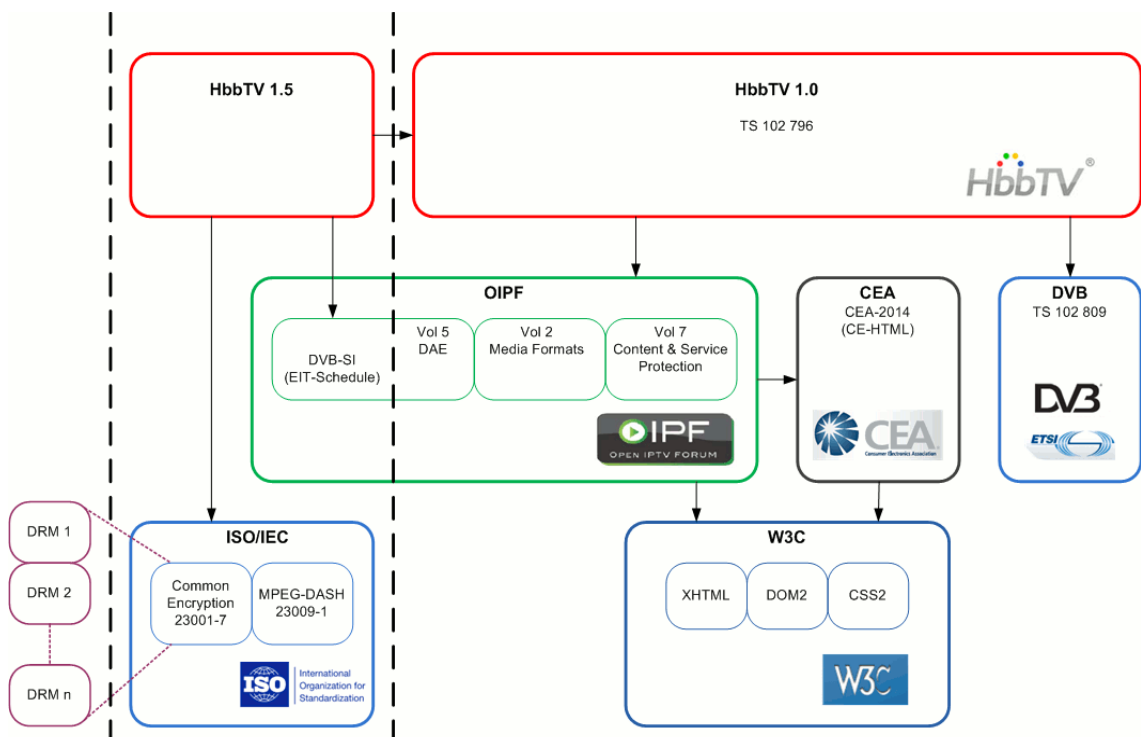 HbbTV 1.5
HbbTV 1.0
TS 102 796
HbbTV®
OIPF
DVB-SI
(EIT-Schedule)
Vol 5
DAE
Vol 2
Media Formats
Vol 7
Content & Service
Protection
OIPF
OPEN IPTV FORUM
CEA
CEA-2014
(CE-HTML)
CEA
Consumer Electronics Association
DVB
TS 102 809
DVB
ETSI
DRM 1
DRM 2
DRM n
ISO/IEC
Common
Encryption
23001-7
MPEG-DASH
23009-1
ISO
International
Organization for
Standardization
W3C
XHTML
DOM2
CSS2
W3C